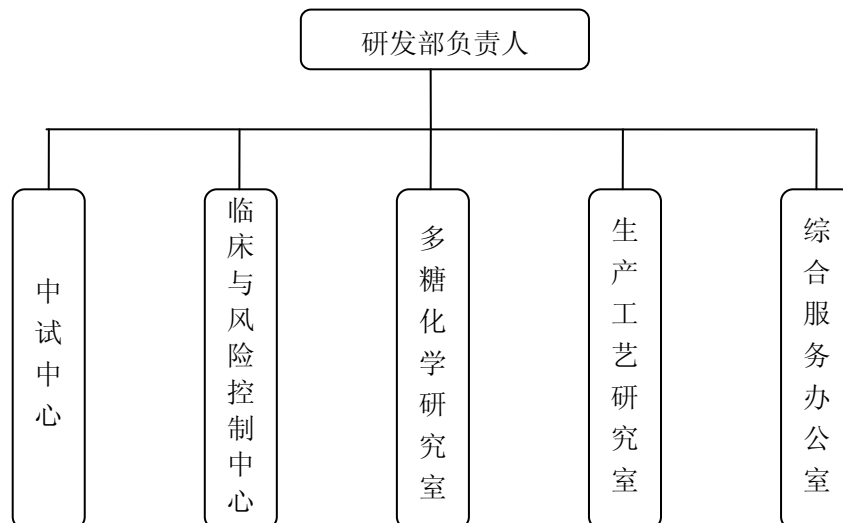 研发部负责人
中试中心
临床与风险控制中心
多糖化学研究室
生产工艺研究室
综合服务办公室